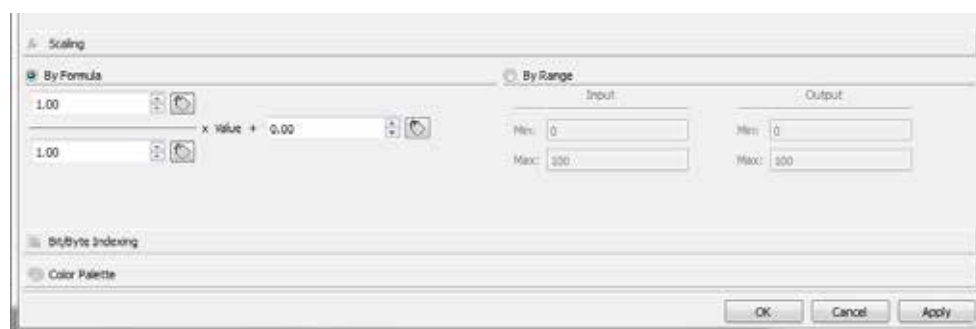 Scaling
By Formula
By Range
1.00
x Value + 0.00
1.00
Input
Output
Min: 0
Min: 0
Max: 100
Max: 100
Bit/Byte Indexing
Color Palette
OK Cancel Apply